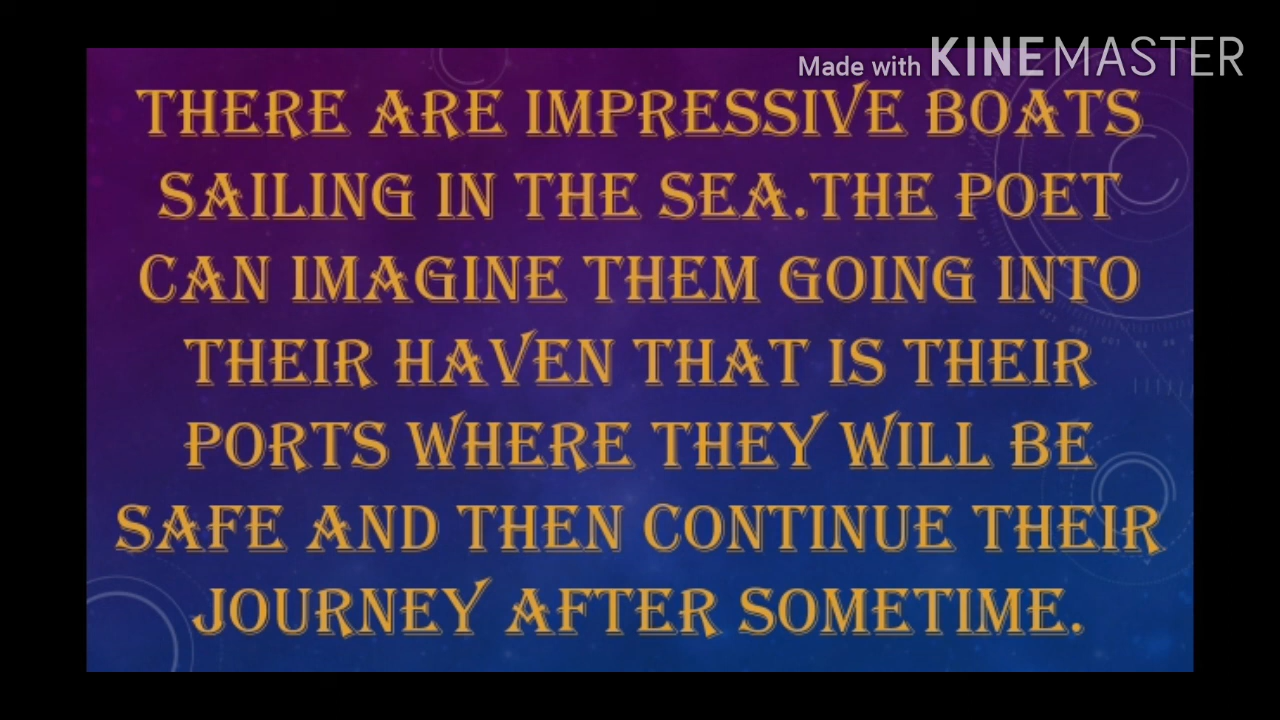 Made with KINEMASTER
THERE ARE IMPRESSIVE BOATS
SAILING IN THE SEA.THE POET
CAN IMAGINE THEM GOING INTO
THEIR HAVEN THAT IS THEIR
PORTS WHERE THEY WILL BE
SAFE AND THEN CONTINUE THEIR
JOURNEY AFTER SOMETIME.